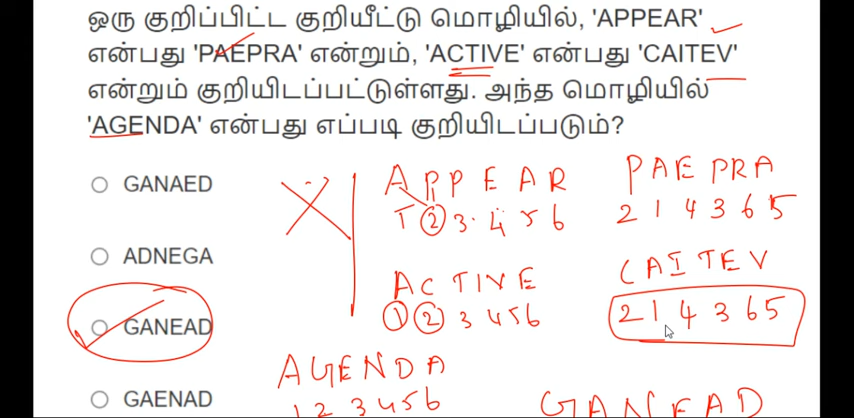 ஒரு குறிப்பிட்ட குறியீட்டு மொழியில், 'APPEAR'
என்பது 'PAEPRA' என்றும், 'ACTIVE' என்பது 'CAITEV'
என்றும் குறியிடப்பட்டுள்ளது. அந்த மொழியில்
'AGENDA' என்பது எப்படி குறியிடப்படும்?
GANAED
ADNEGA
GANEAD
GAENAD
APPEAR
1 2 3 4 5 6
PAEPRA
2 1 4 3 6 5
ACTIVE
1 2 3 4 5 6
CAITEV
2 1 4 3 6 5
AGENDA
1 2 3 4 5 6
GANEAD